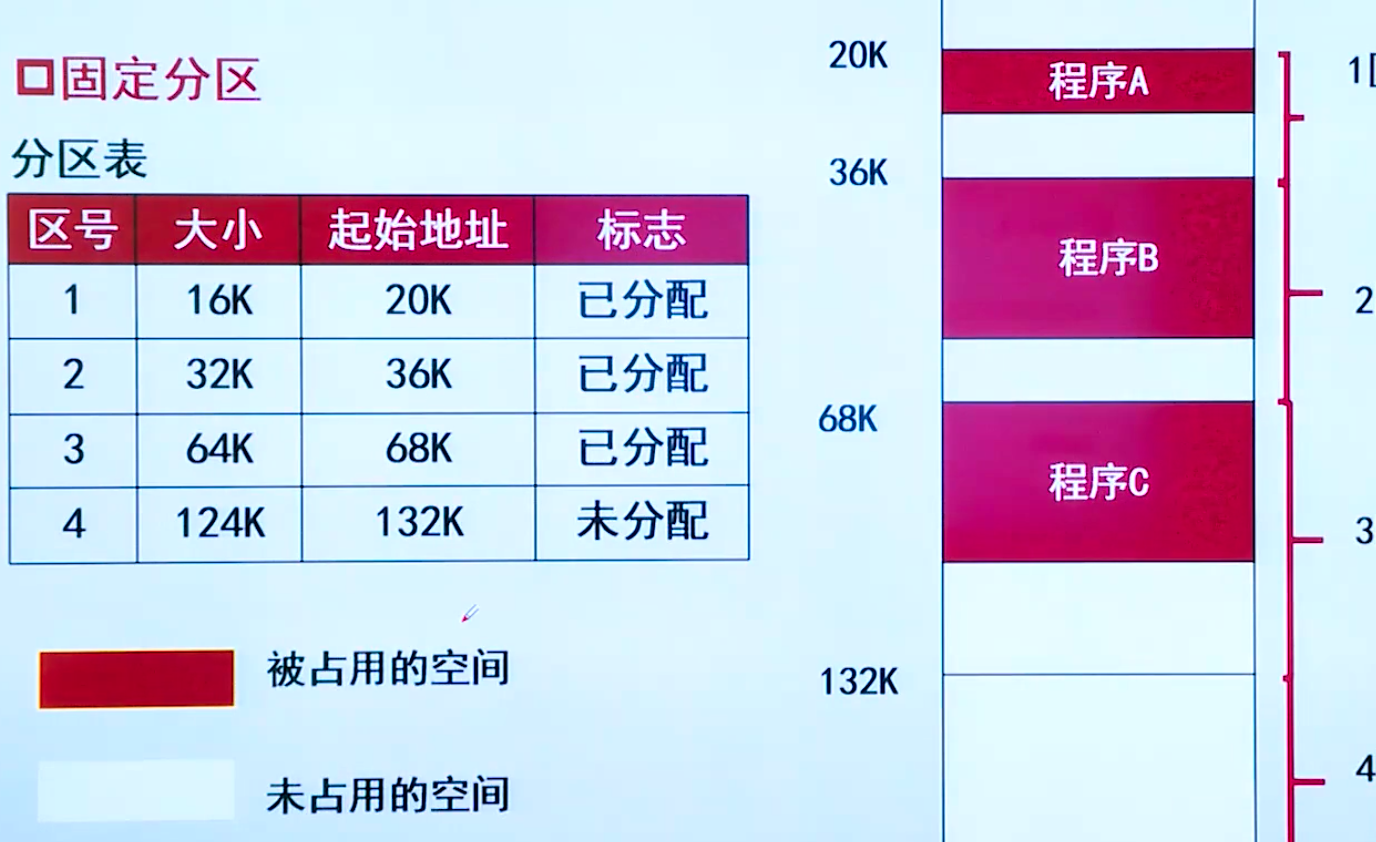 固定分区
分区表
区号 大小 起始地址 标志
1 16K 20K 已分配
2 32K 36K 已分配
3 64K 68K 已分配
4 124K 132K 未分配
被占用的空间
未占用的空间
20K
程序A
1
36K
程序B
2
68K
程序C
3
132K
4